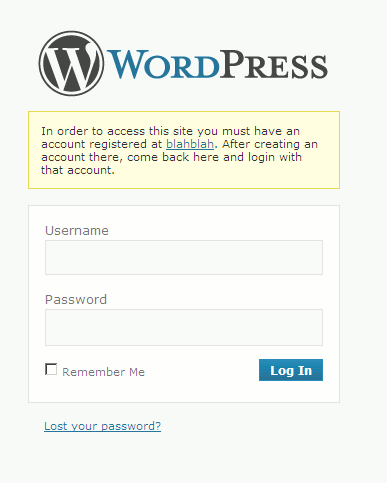 WORDPRESS
In order to access this site you must have an
account registered at blahblah. After creating an
account there, come back here and login with
that account.
Username
Password
Remember Me
Log In
Lost your password?